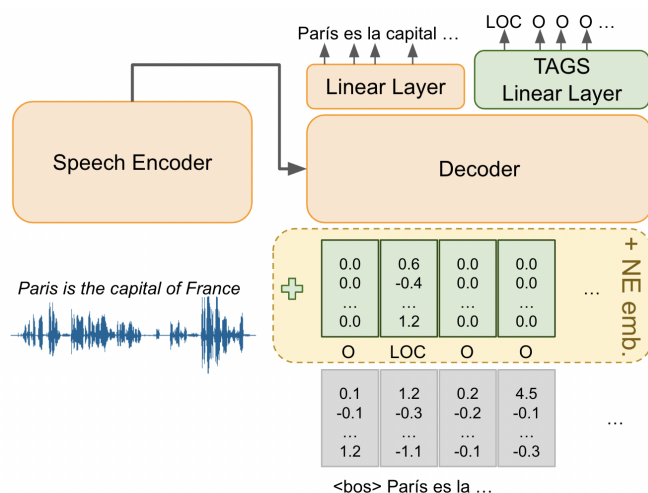 París es la capital …
LOC O O O …
Linear Layer
TAGS
Linear Layer
Speech Encoder
Decoder
Paris is the capital of France
0.0 0.6 0.0 0.0
0.0 -0.4 0.0 0.0
… … … …
0.0 1.2 0.0 0.0
…
+ NE emb.
O LOC O O
0.1 1.2 0.2 4.5
-0.1 -0.3 -0.2 -0.1
… … … …
1.2 -1.1 -0.1 -0.3
…
<bos> París es la …